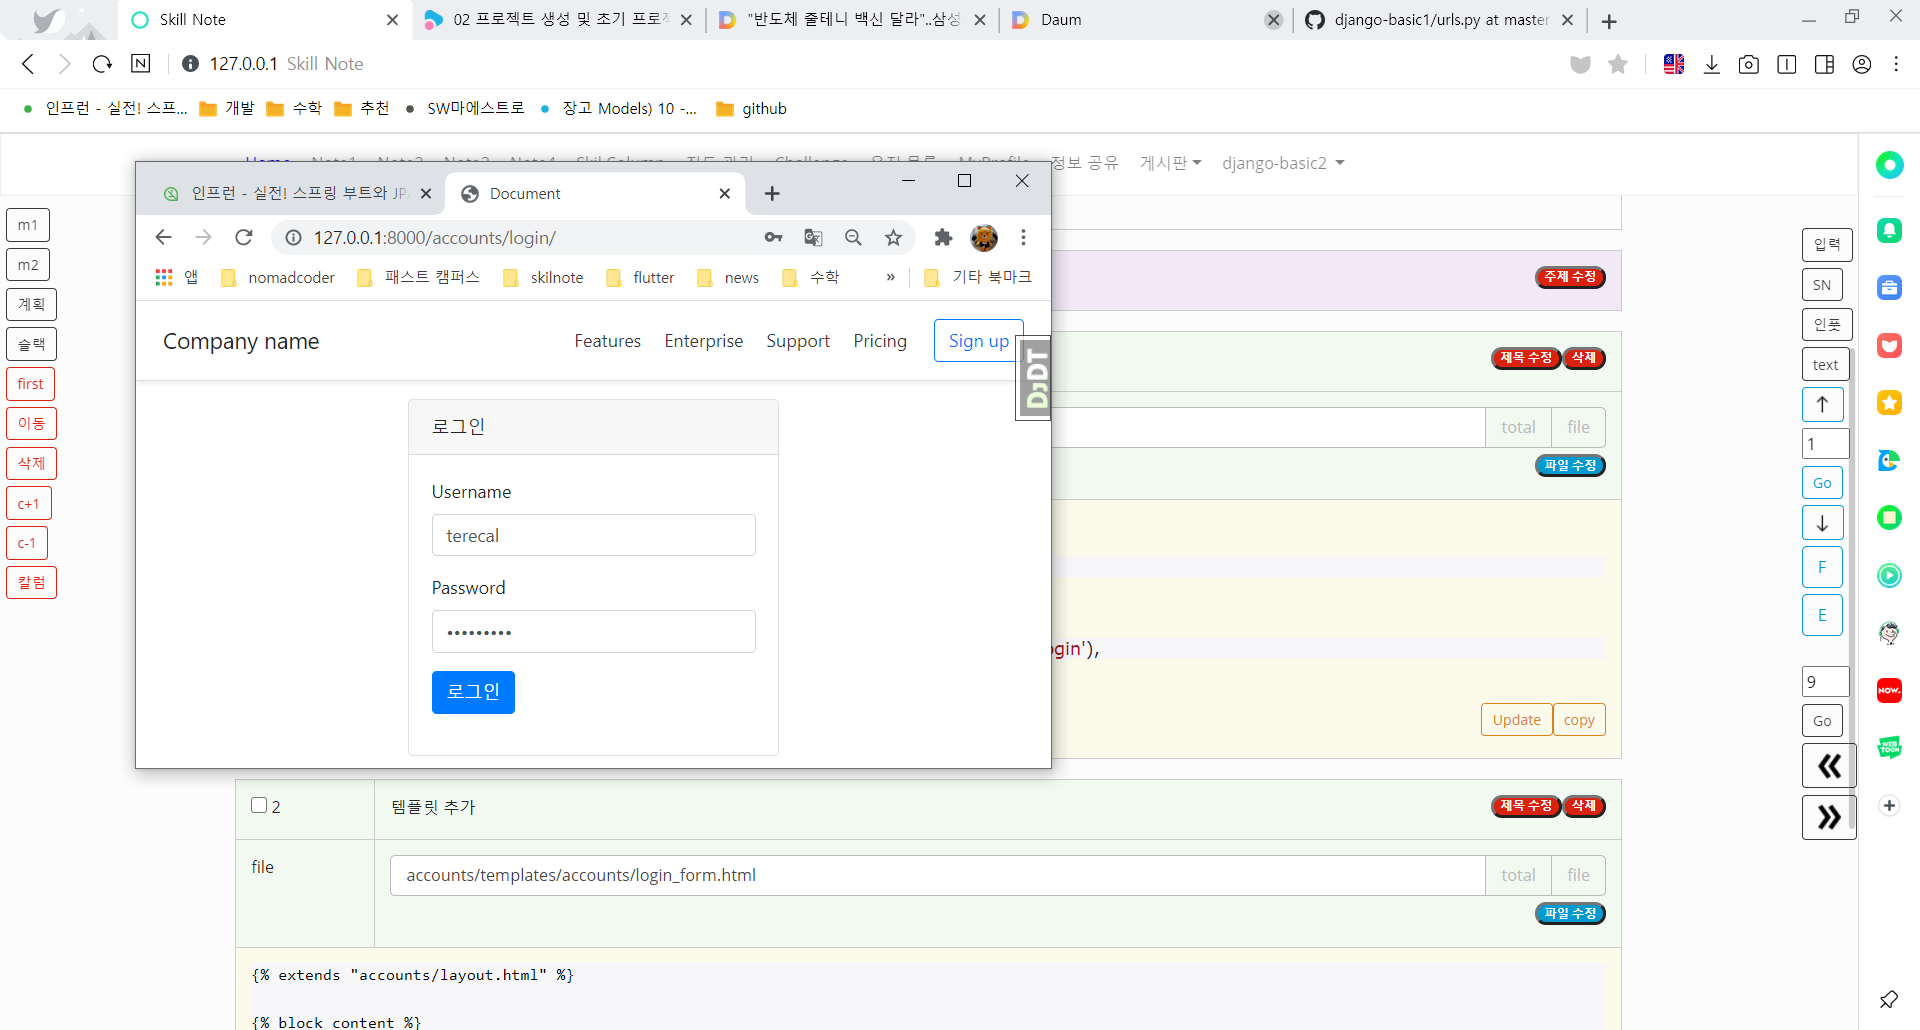 Skill Note
02 프로젝트 생성 및 초기 프로
"반도체 줄테니 백신 달라"..삼성
Daum
django-basic1/urls.py at master
127.0.0.1 Skill Note
인프런 - 실전! 스프...
개발
수학
추천
SW마에스트로
장고 Models) 10 -...
github
정보 공유
게시판
django-basic2
m1
m2
계획
슬랙
first
이동
삭제
c+1
c-1
칼럼
인프런 - 실전! 스프링 부트와 JP
Document
127.0.0.1:8000/accounts/login/
앱
nomadcoder
패스트 캠퍼스
skilnote
flutter
news
수학
»
기타 북마크
Company name
Features
Enterprise
Support
Pricing
Sign up
DjDT
로그인
Username
terecal
Password
•••••••••
로그인
주제 수정
제목 수정
삭제
total
file
파일 수정
gin'),
Update
copy
2
템플릿 추가
제목 수정
삭제
file
accounts/templates/accounts/login_form.html
total
file
파일 수정
{% extends "accounts/layout.html" %}
{% block content %}
입력
SN
인풋
text
↑
1
Go
↓
F
E
9
Go
«
»
NOW.
WEB
TOON